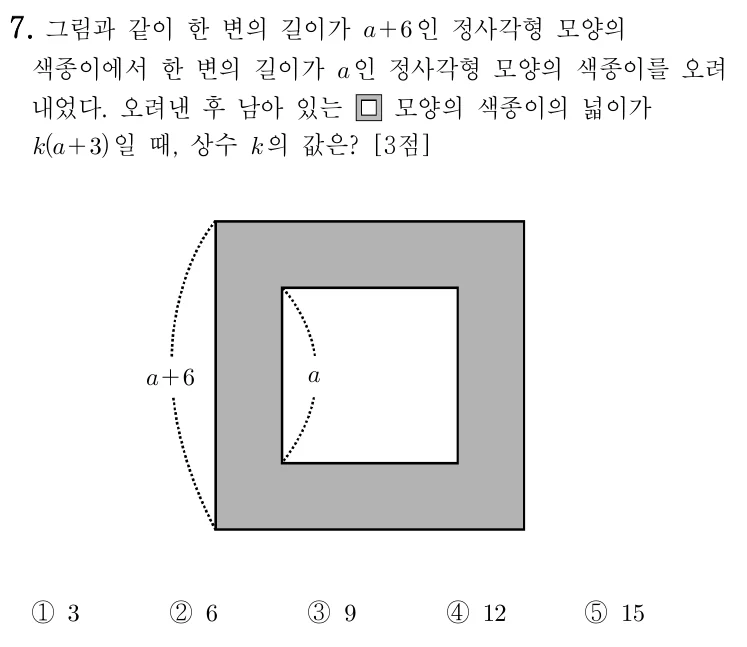 7. 그림과 같이 한 변의 길이가 a+6인 정사각형 모양의
색종이에서 한 변의 길이가 a인 정사각형 모양의 색종이를 오려
내었다. 오려낸 후 남아 있는 모양의 색종이의 넓이가
k(a+3)일 때, 상수 k의 값은? [3점]
a+6
a
① 3 ② 6 ③ 9 ④ 12 ⑤ 15